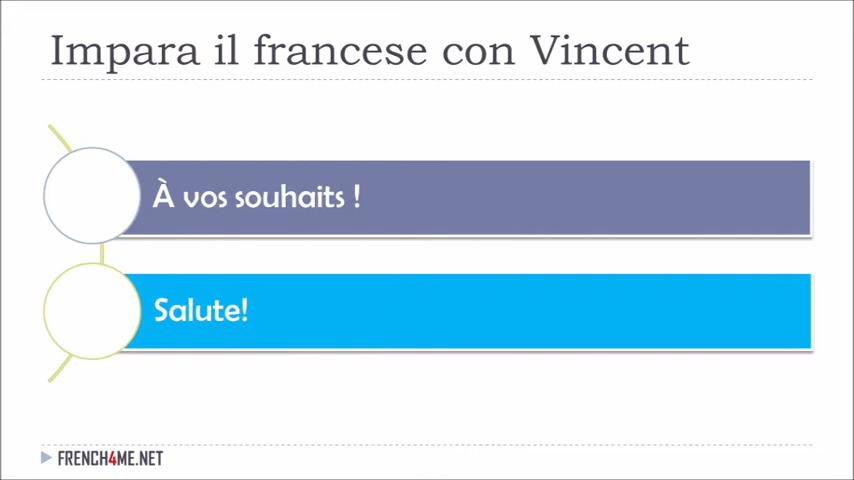 Impara il francese con Vincent
À vos souhaits !
Salute!
FRENCH4ME.NET